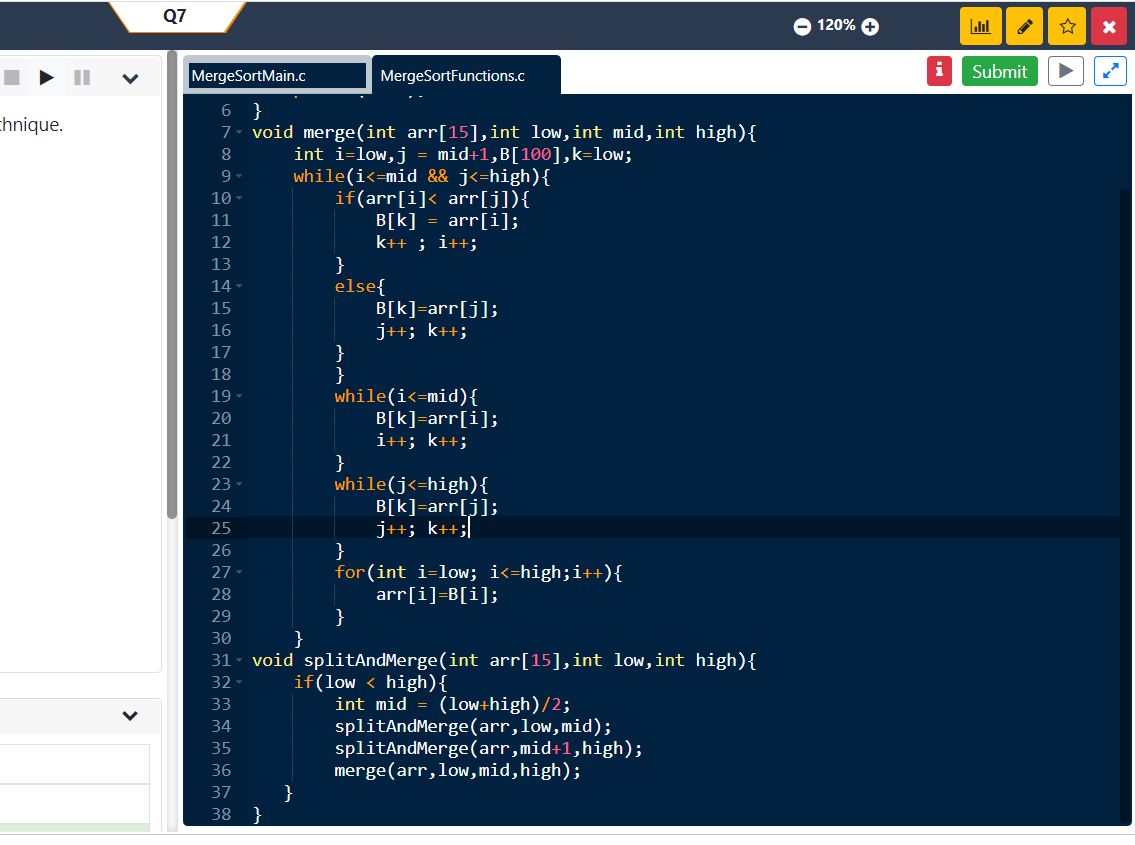 Q7
120%
chnique.
MergeSortMain.c
MergeSortFunctions.c
Submit
6 }
7 void merge(int arr[15],int low,int mid,int high){
8 int i=low,j = mid+1,B[100],k=low;
9 while(i<=mid && j<=high){
10 if(arr[i]< arr[j]){
11 B[k] = arr[i];
12 k++ ; i++;
13 }
14 else{
15 B[k]=arr[j];
16 j++; k++;
17 }
18 }
19 while(i<=mid){
20 B[k]=arr[i];
21 i++; k++;
22 }
23 while(j<=high){
24 B[k]=arr[j];
25 j++; k++;
26 }
27 for(int i=low; i<=high;i++){
28 arr[i]=B[i];
29 }
30 }
31 void splitAndMerge(int arr[15],int low,int high){
32 if(low < high){
33 int mid = (low+high)/2;
34 splitAndMerge(arr,low,mid);
35 splitAndMerge(arr,mid+1,high);
36 merge(arr,low,mid,high);
37 }
38 }